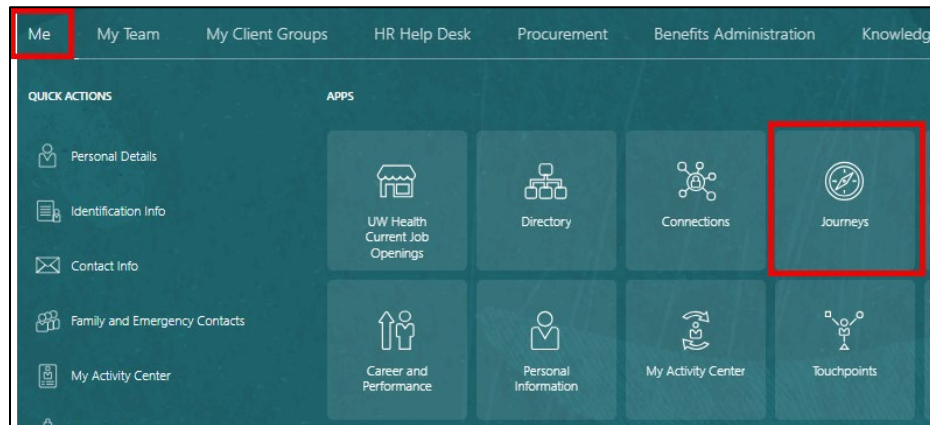 Me My Team My Client Groups HR Help Desk Procurement Benefits Administration Knowledg
QUICK ACTIONS
Personal Details
Identification Info
Contact Info
Family and Emergency Contacts
My Activity Center
APPS
UW Health
Current Job
Openings
Directory
Connections
Journeys
Career and
Performance
Personal
Information
My Activity Center
Touchpoints